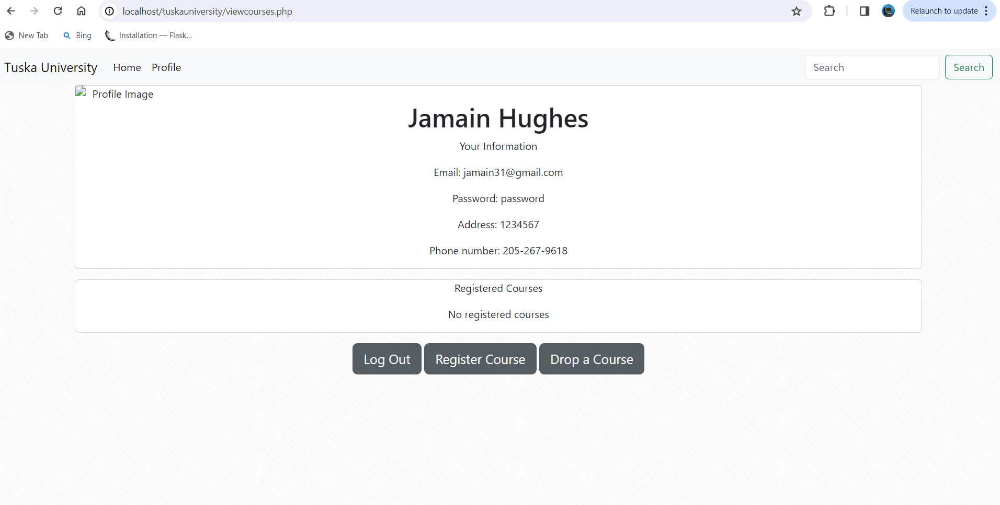 localhost/tuskauniversity/viewcourses.php
Relaunch to update
New Tab Bing Installation — Flask...
Tuska University Home Profile Search Search
Profile Image
Jamain Hughes
Your Information
Email: jamain31@gmail.com
Password: password
Address: 1234567
Phone number: 205-267-9618
Registered Courses
No registered courses
Log Out Register Course Drop a Course